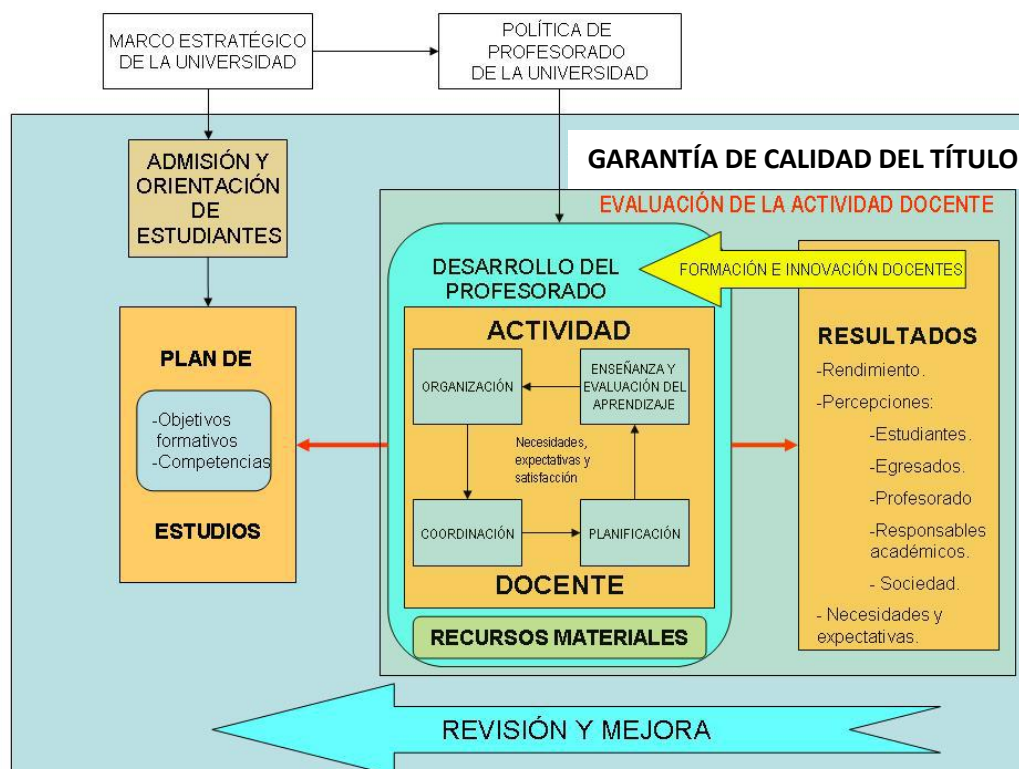 MARCO ESTRATÉGICO
DE LA UNIVERSIDAD
POLÍTICA DE
PROFESORADO
DE LA UNIVERSIDAD
ADMISIÓN Y
ORIENTACIÓN
DE
ESTUDIANTES
GARANTÍA DE CALIDAD DEL TÍTULO
EVALUACIÓN DE LA ACTIVIDAD DOCENTE
DESARROLLO DEL
PROFESORADO
FORMACIÓN E INNOVACIÓN DOCENTES
PLAN DE
-Objetivos
formativos
-Competencias
ESTUDIOS
ACTIVIDAD
ORGANIZACIÓN
ENSEÑANZA Y
EVALUACIÓN DEL
APRENDIZAJE
Necesidades,
expectativas y
satisfacción
COORDINACIÓN
PLANIFICACIÓN
DOCENTE
RECURSOS MATERIALES
RESULTADOS
-Rendimiento.
-Percepciones:
-Estudiantes.
-Egresados.
-Profesorado
-Responsables
académicos.
- Sociedad.
- Necesidades y
expectativas.
REVISIÓN Y MEJORA